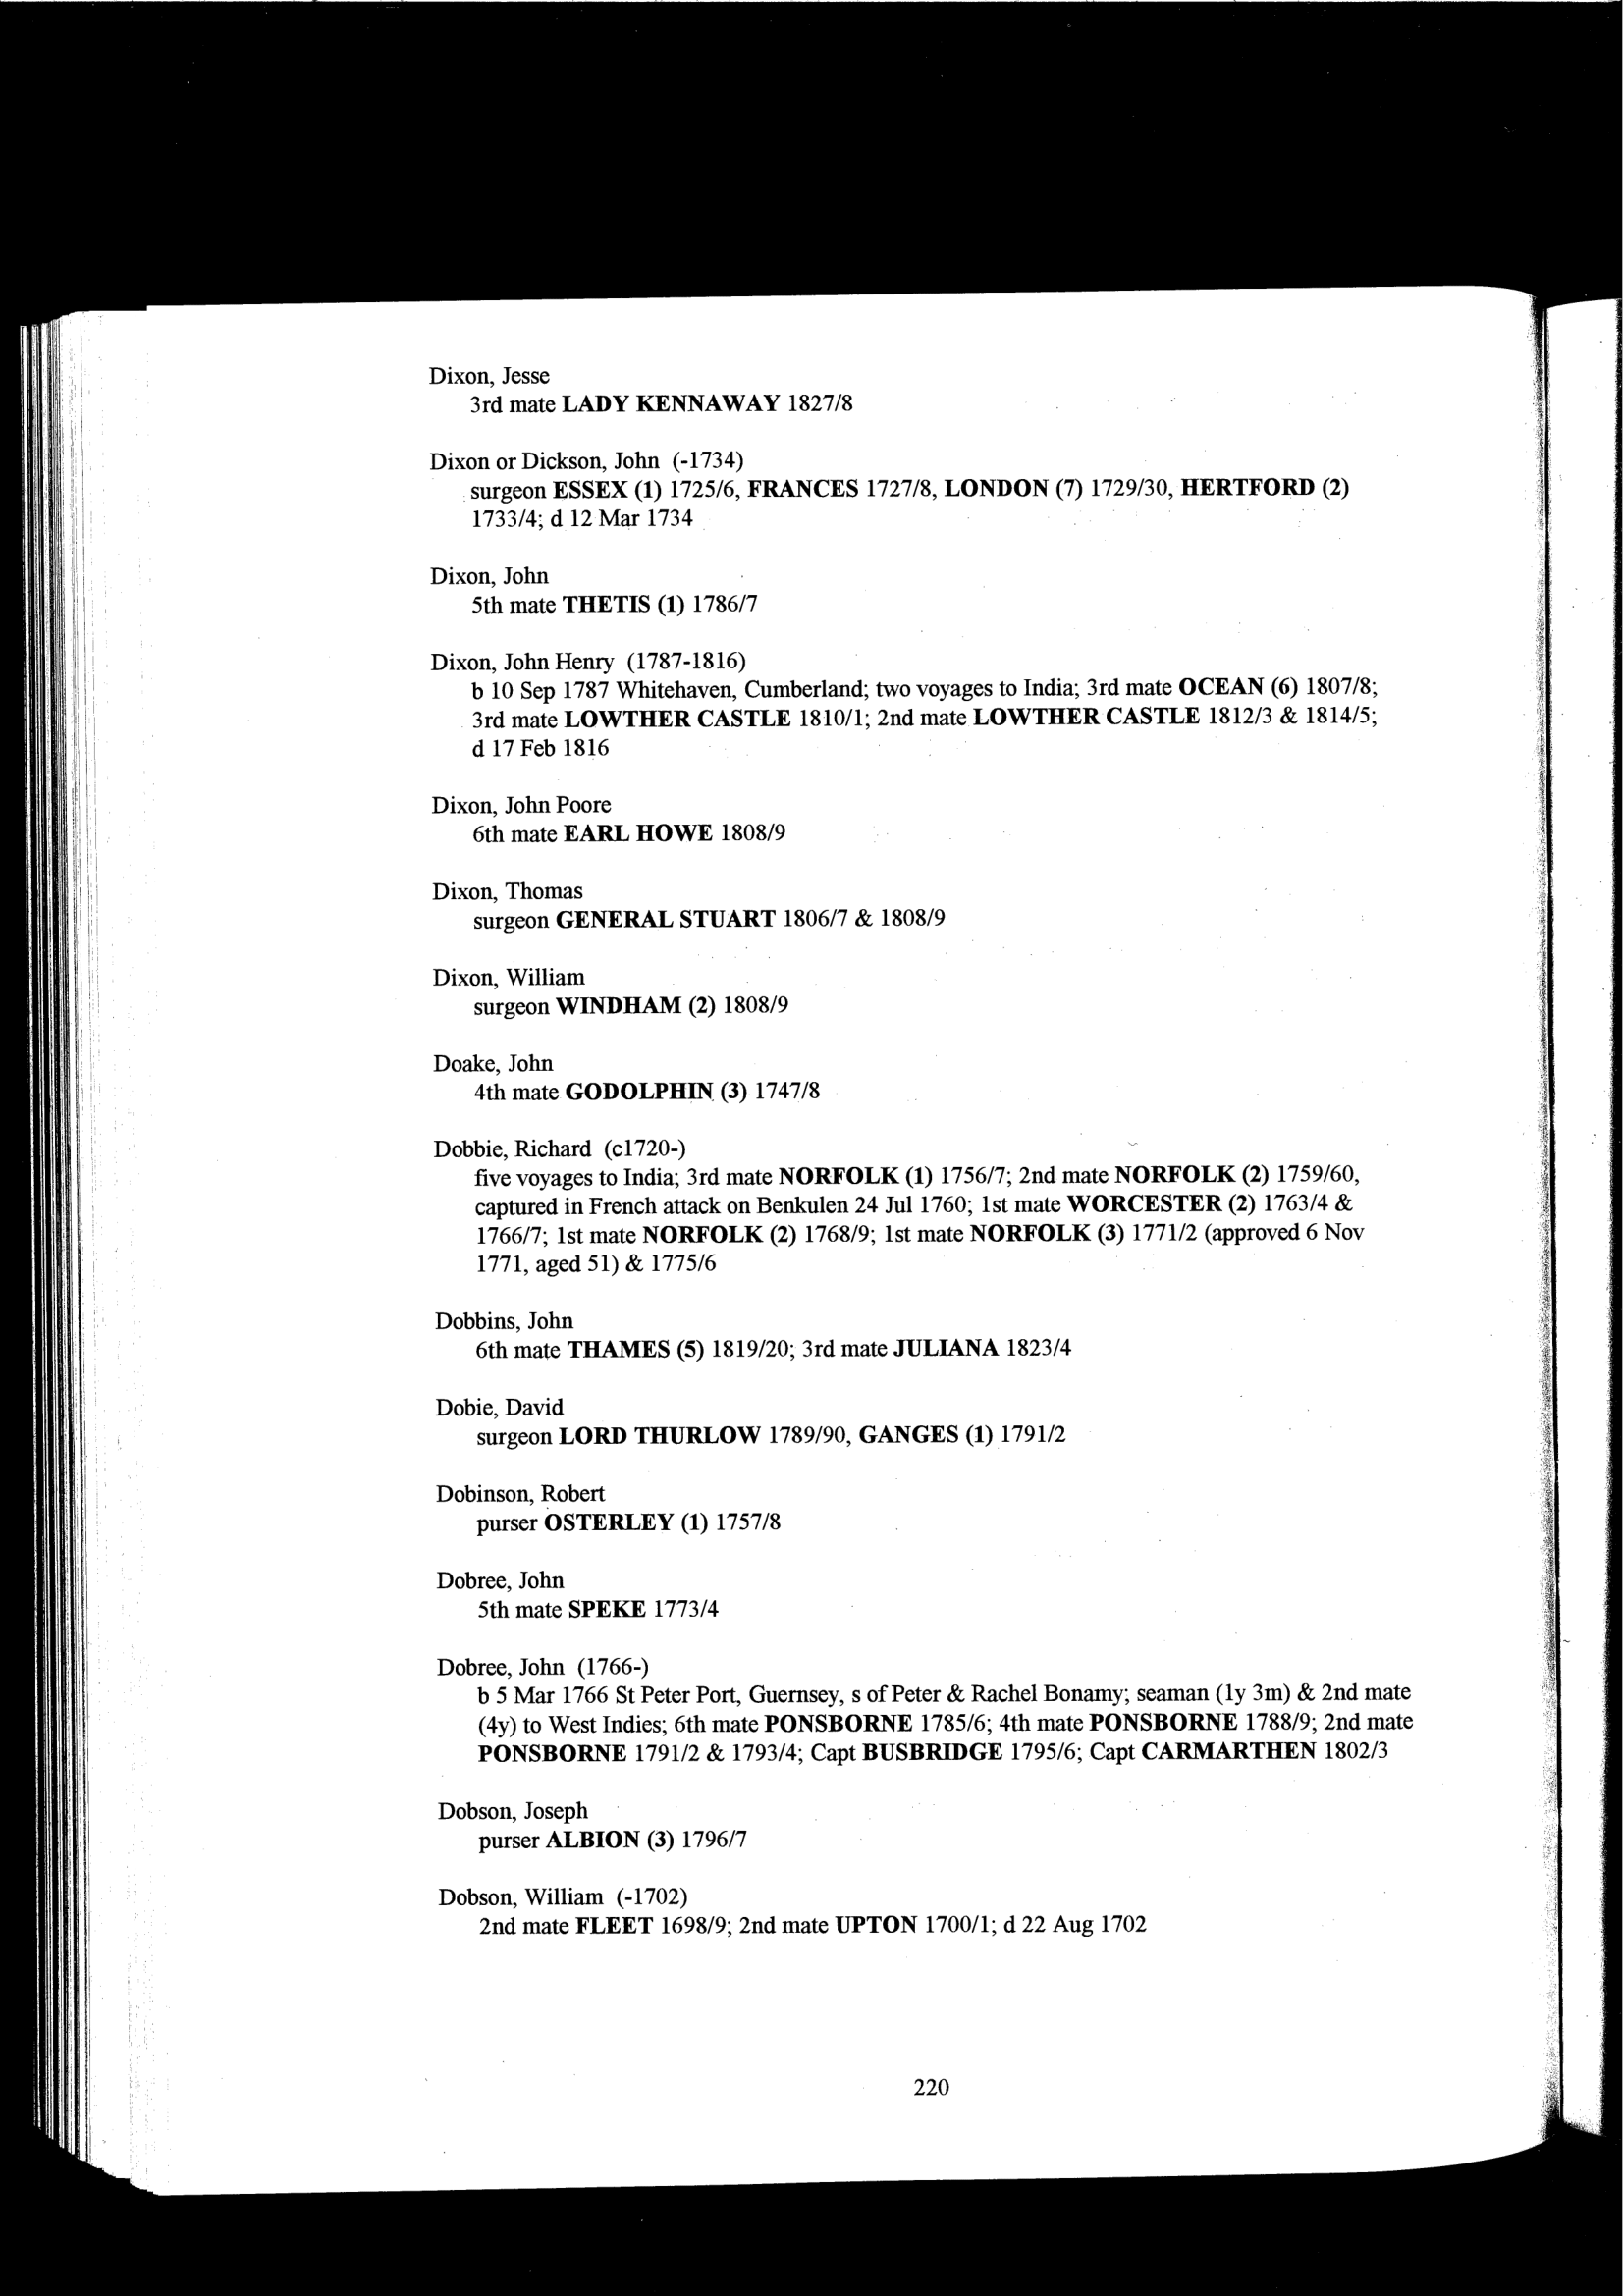 Dixon, Jesse
3rd mate LADY KENNAWAY 1827/8
Dixon or Dickson, John (-1734)
surgeon ESSEX (1) 1725/6, FRANCES 1727/8, LONDON (7) 1729/30, HERTFORD (2)
1733/4; d 12 Mar 1734
Dixon, John
5th mate THETIS (1) 1786/7
Dixon, John Henry (1787-1816)
b 10 Sep 1787 Whitehaven, Cumberland; two voyages to India; 3rd mate OCEAN (6) 1807/8;
3rd mate LOWTHER CASTLE 1810/1; 2nd mate LOWTHER CASTLE 1812/3 & 1814/5;
d 17 Feb 1816
Dixon, John Poore
6th mate EARL HOWE 1808/9
Dixon, Thomas
surgeon GENERAL STUART 1806/7 & 1808/9
Dixon, William
surgeon WINDHAM (2) 1808/9
Doake, John
4th mate GODOLPHIN (3) 1747/8
Dobbie, Richard (c1720-)
five voyages to India; 3rd mate NORFOLK (1) 1756/7; 2nd mate NORFOLK (2) 1759/60,
captured in French attack on Benkulen 24 Jul 1760; 1st mate WORCESTER (2) 1763/4 &
1766/7; 1st mate NORFOLK (2) 1768/9; 1st mate NORFOLK (3) 1771/2 (approved 6 Nov
1771, aged 51) & 1775/6
Dobbins, John
6th mate THAMES (5) 1819/20; 3rd mate JULIANA 1823/4
Dobie, David
surgeon LORD THURLOW 1789/90, GANGES (1) 1791/2
Dobinson, Robert
purser OSTERLEY (1) 1757/8
Dobree, John
5th mate SPEKE 1773/4
Dobree, John (1766-)
b 5 Mar 1766 St Peter Port, Guernsey, s of Peter & Rachel Bonamy; seaman (1y 3m) & 2nd mate
(4y) to West Indies; 6th mate PONSBORNE 1785/6; 4th mate PONSBORNE 1788/9; 2nd mate
PONSBORNE 1791/2 & 1793/4; Capt BUSBRIDGE 1795/6; Capt CARMARTHEN 1802/3
Dobson, Joseph
purser ALBION (3) 1796/7
Dobson, William (-1702)
2nd mate FLEET 1698/9; 2nd mate UPTON 1700/1; d 22 Aug 1702
220